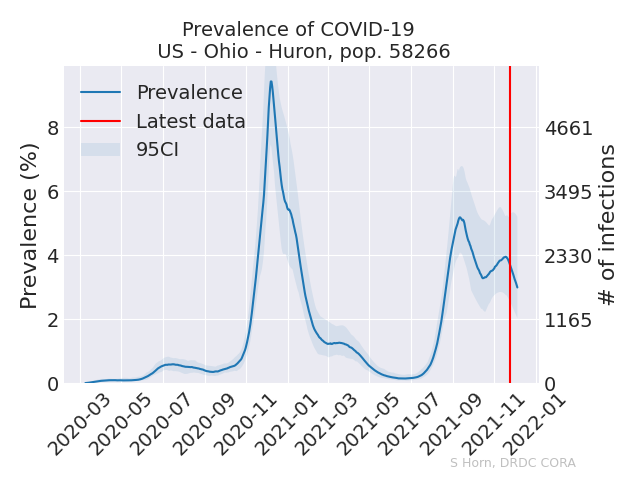 Prevalence of COVID-19
US - Ohio - Huron, pop. 58266
Prevalence
Latest data
95CI
Prevalence (%)
8
6
4
2
0
4661
3495
2330
1165
0
# of infections
2020-03
2020-05
2020-07
2020-09
2020-11
2021-01
2021-03
2021-05
2021-07
2021-09
2021-11
2022-01
S Horn, DRDC CORA